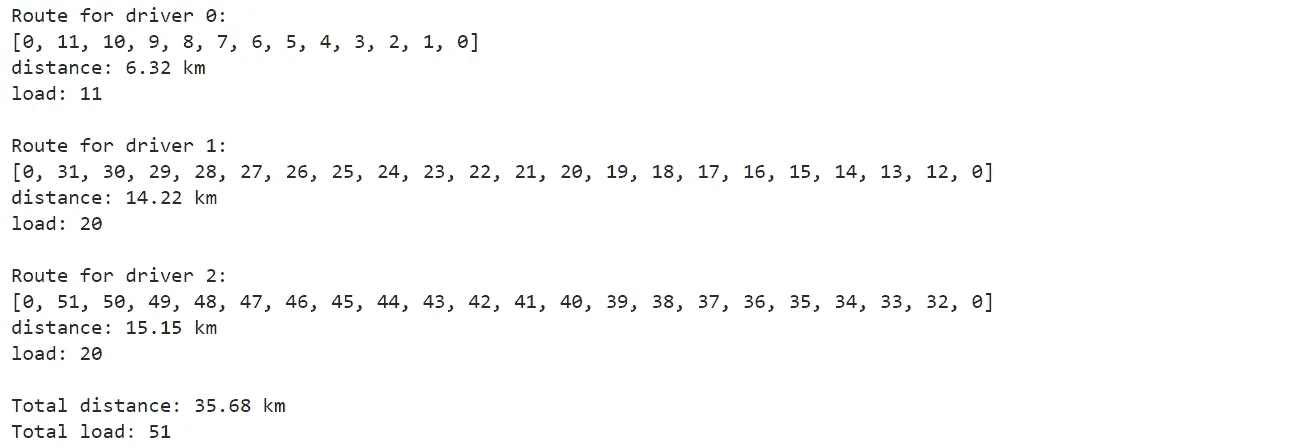 Route for driver 0:
[0, 11, 10, 9, 8, 7, 6, 5, 4, 3, 2, 1, 0]
distance: 6.32 km
load: 11
Route for driver 1:
[0, 31, 30, 29, 28, 27, 26, 25, 24, 23, 22, 21, 20, 19, 18, 17, 16, 15, 14, 13, 12, 0]
distance: 14.22 km
load: 20
Route for driver 2:
[0, 51, 50, 49, 48, 47, 46, 45, 44, 43, 42, 41, 40, 39, 38, 37, 36, 35, 34, 33, 32, 0]
distance: 15.15 km
load: 20
Total distance: 35.68 km
Total load: 51